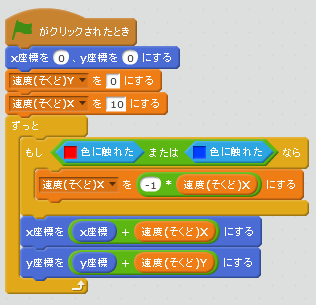 がクリックされたとき
x座標を 0 、y座標を 0 にする
速度(そくど)Y を 0 にする
速度(そくど)X を 10 にする
ずっと
もし 色に触れた または 色に触れた なら
速度(そくど)X を -1 * 速度(そくど)X にする
x座標を x座標 + 速度(そくど)X にする
y座標を y座標 + 速度(そくど)Y にする